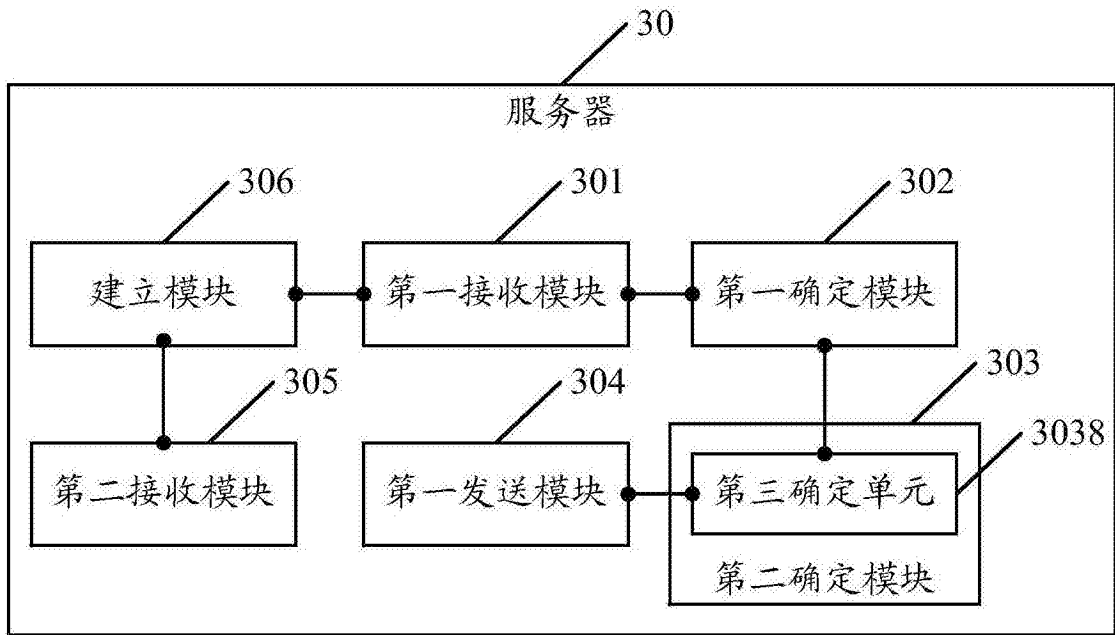 30
服务器
306
301
302
建立模块
第一接收模块
第一确定模块
305
304
303
3038
第二接收模块
第一发送模块
第三确定单元
第二确定模块